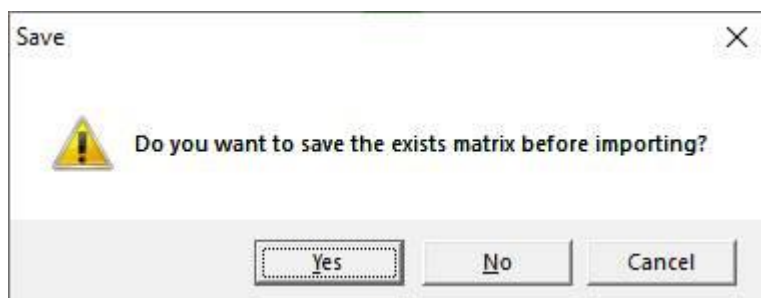 Save
Do you want to save the exists matrix before importing?
Yes No Cancel